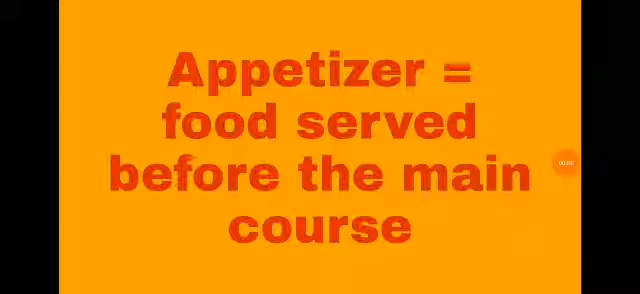 Appetizer =
food served
before the main
course